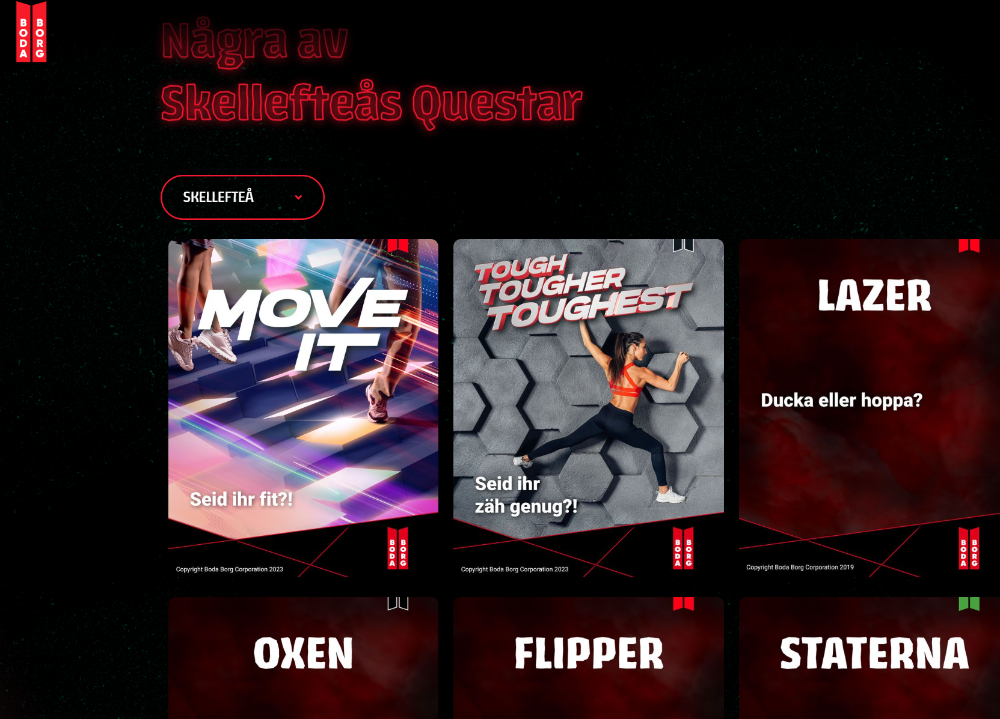 BODA BORG
Några av
Skellefteås Questar
SKELLEFTEÅ
MOVE
IT
Seid ihr fit?!
Copyright Boda Borg Corporation 2023
BODA BORG
TOUGH
TOUGHER
TOUGHEST
Seid ihr
zäh genug?!
Copyright Boda Borg Corporation 2023
BODA BORG
LAZER
Ducka eller hoppa?
Copyright Boda Borg Corporation 2019
BODA BORG
OXEN
FLIPPER
STATERNA